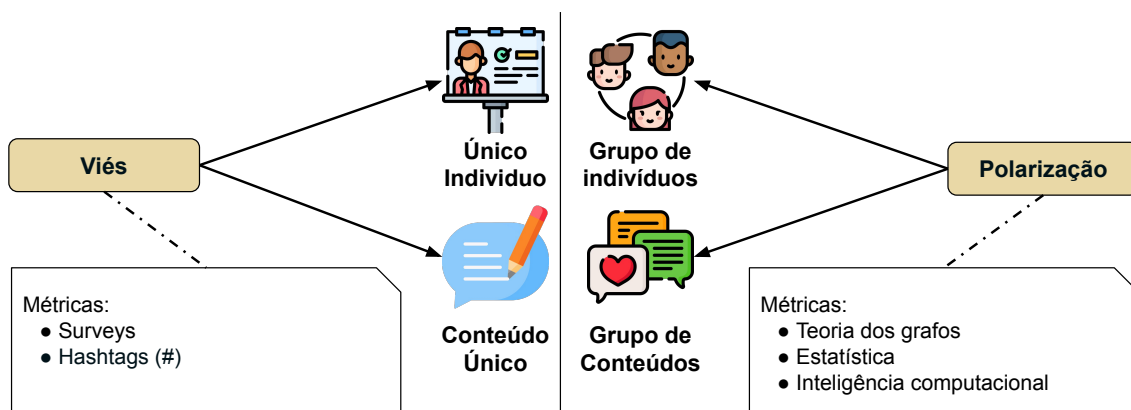 Viés
Único
Individuo
Conteúdo
Único
Métricas:
● Surveys
● Hashtags (#)
Grupo de
indivíduos
Grupo de
Conteúdos
Polarização
Métricas:
● Teoria dos grafos
● Estatística
● Inteligência computacional